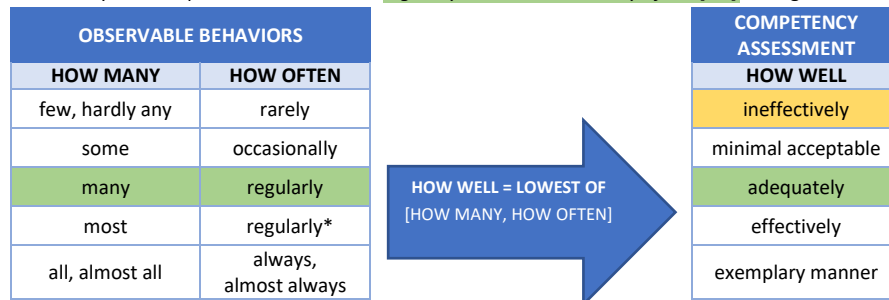 OBSERVABLE BEHAVIORS
HOW MANY HOW OFTEN
few, hardly any rarely
some occasionally
many regularly
most regularly*
all, almost all always,
almost always
HOW WELL = LOWEST OF
[HOW MANY, HOW OFTEN]
COMPETENCY
ASSESSMENT
HOW WELL
ineffectively
minimal acceptable
adequately
effectively
exemplary manner